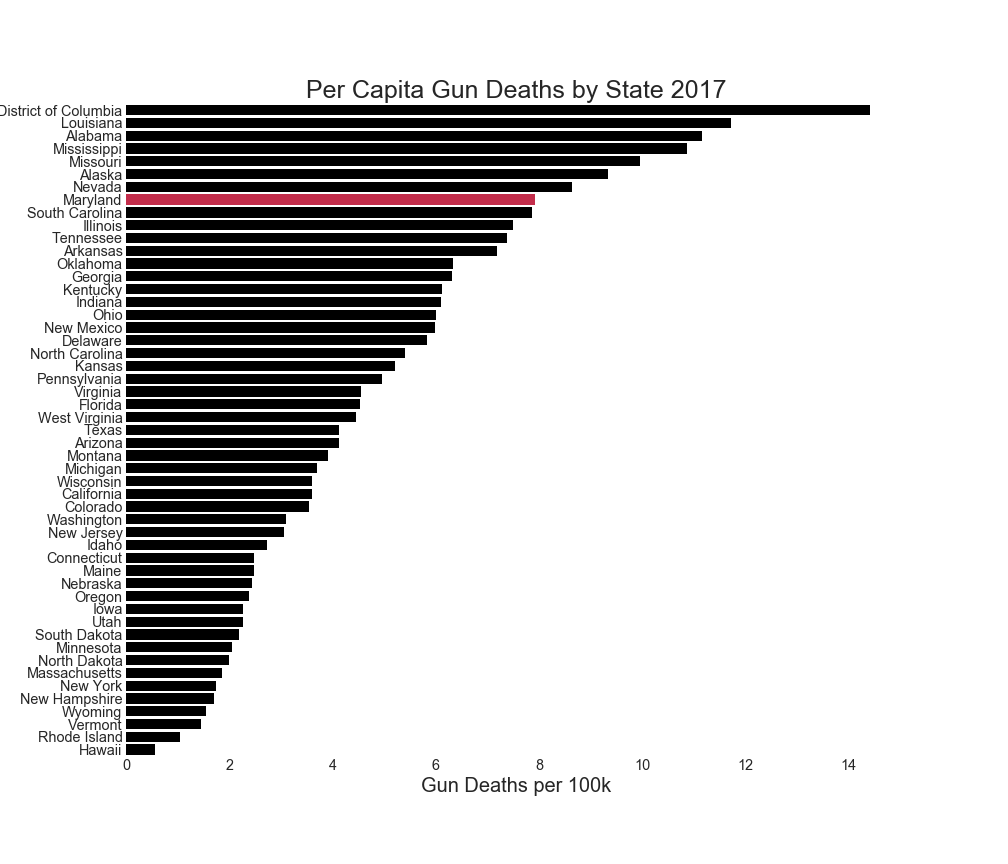 Per Capita Gun Deaths by State 2017
District of Columbia
Louisiana
Alabama
Mississippi
Missouri
Alaska
Nevada
Maryland
South Carolina
Illinois
Tennessee
Arkansas
Oklahoma
Georgia
Kentucky
Indiana
Ohio
New Mexico
Delaware
North Carolina
Kansas
Pennsylvania
Virginia
Florida
West Virginia
Texas
Arizona
Montana
Michigan
Wisconsin
California
Colorado
Washington
New Jersey
Idaho
Connecticut
Maine
Nebraska
Oregon
Iowa
Utah
South Dakota
Minnesota
North Dakota
Massachusetts
New York
New Hampshire
Wyoming
Vermont
Rhode Island
Hawaii
0 2 4 6 8 10 12 14
Gun Deaths per 100k